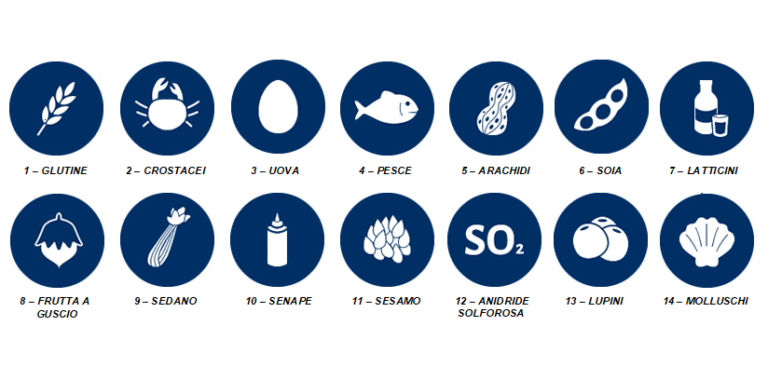 1 – GLUTINE
2 – CROSTACEI
3 – UOVA
4 – PESCE
5 – ARACHIDI
6 – SOIA
7 – LATTICINI
SO2
8 – FRUTTA A
GUSCIO
9 – SEDANO
10 – SENAPE
11 – SESAMO
12 – ANIDRIDE
SOLFOROSA
13 – LUPINI
14 – MOLLUSCHI